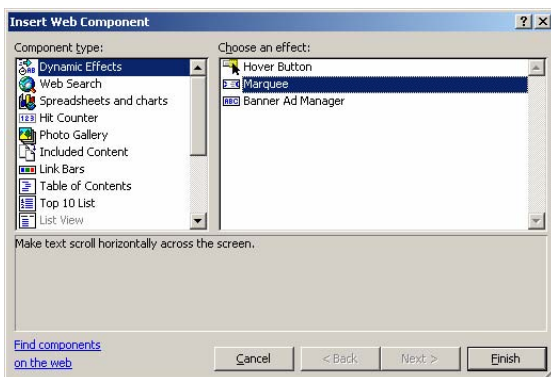 Insert Web Component
Component type:
Dynamic Effects
Web Search
Spreadsheets and charts
Hit Counter
Photo Gallery
Included Content
Link Bars
Table of Contents
Top 10 List
List View
Choose an effect:
Hover Button
Marquee
Banner Ad Manager
Make text scroll horizontally across the screen.
Find components
on the web
Cancel
< Back
Next >
Finish